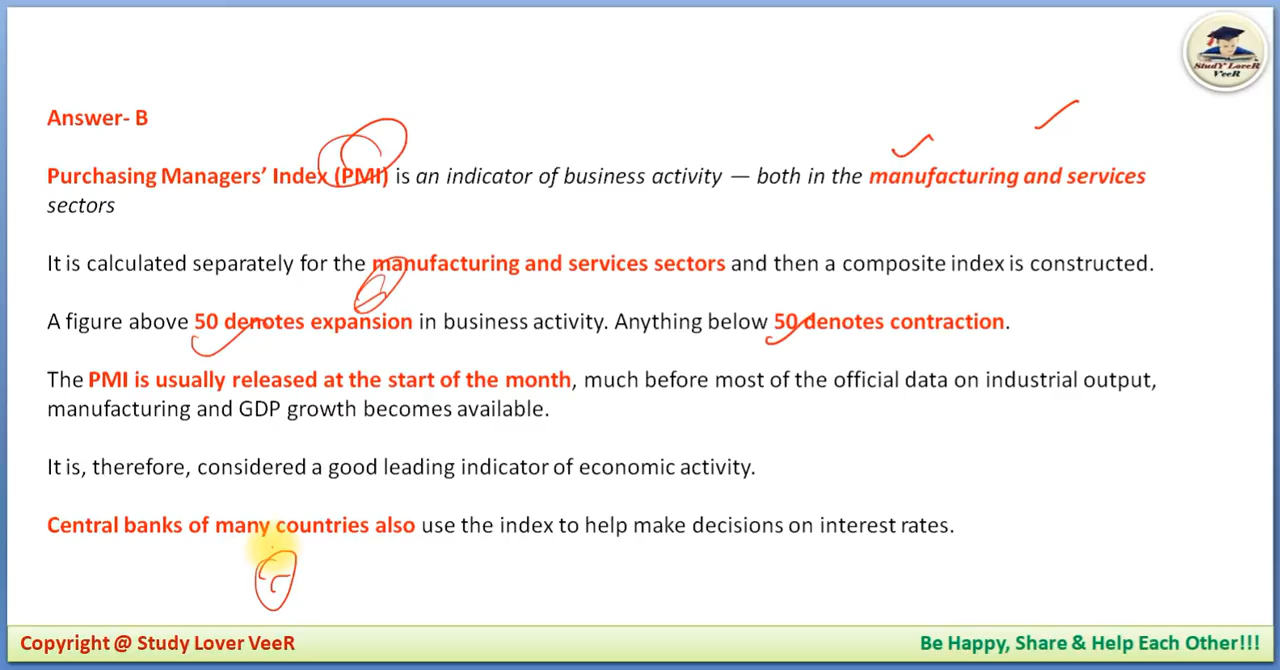 StudY LoveR
VeeR
Answer- B
Purchasing Managers’ Index (PMI) is an indicator of business activity — both in the manufacturing and services
sectors
It is calculated separately for the manufacturing and services sectors and then a composite index is constructed.
A figure above 50 denotes expansion in business activity. Anything below 50 denotes contraction.
The PMI is usually released at the start of the month, much before most of the official data on industrial output,
manufacturing and GDP growth becomes available.
It is, therefore, considered a good leading indicator of economic activity.
Central banks of many countries also use the index to help make decisions on interest rates.
Copyright @ Study Lover VeeR
Be Happy, Share & Help Each Other!!!